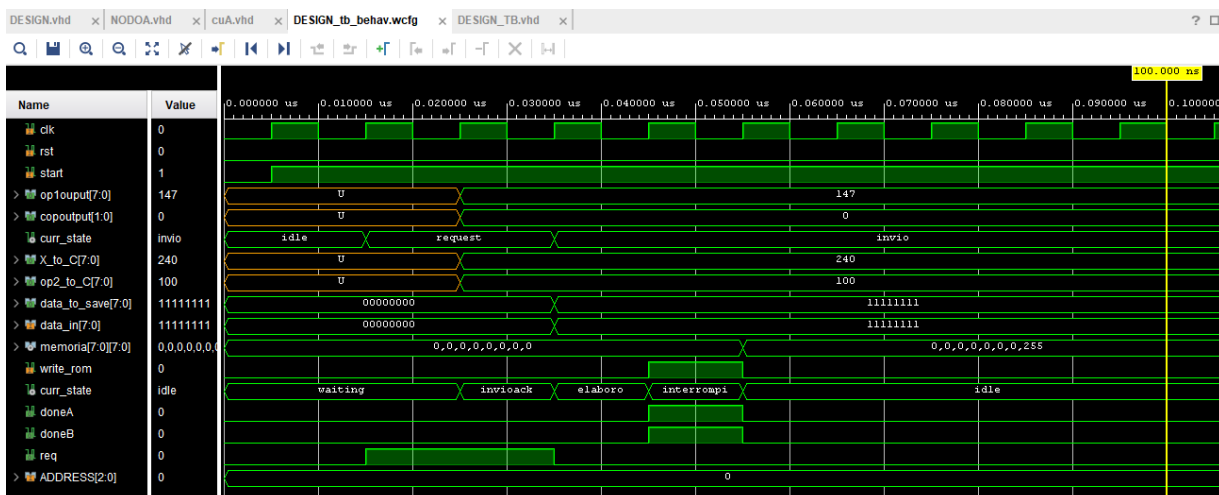 DESIGN.vhd × NODOA.vhd × cuA.vhd × DESIGN_tb_behav.wcfg × DESIGN_TB.vhd × ?
100.000 ns
Name Value 0.000000 us 0.010000 us 0.020000 us 0.030000 us 0.040000 us 0.050000 us 0.060000 us 0.070000 us 0.080000 us 0.090000 us 0.100000
clk 0
rst 0
start 1
op1ouput[7:0] 147 U 147
copoutput[1:0] 0 U 0
curr_state invio idle request invio
X_to_C[7:0] 240 U 240
op2_to_C[7:0] 100 U 100
data_to_save[7:0] 11111111 00000000 11111111
data_in[7:0] 11111111 00000000 11111111
memoria[7:0][7:0] 0,0,0,0,0,0,0 0,0,0,0,0,0,0,0 0,0,0,0,0,0,0,255
write_rom 0
curr_state idle waiting invioack elaboro interrompi idle
doneA 0
doneB 0
req 0
ADDRESS[2:0] 0 0